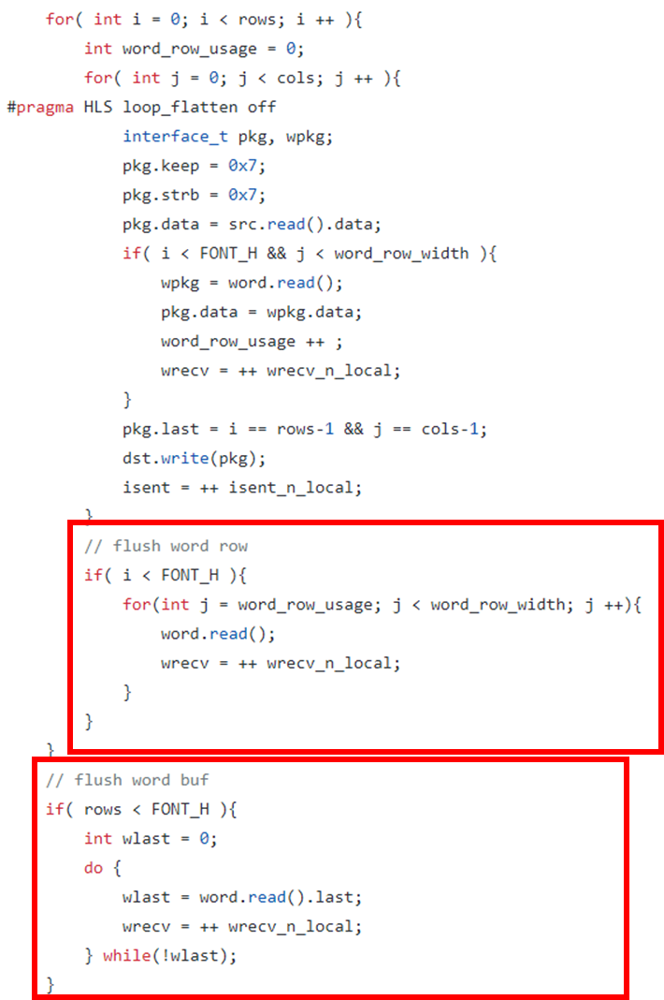 for( int i = 0; i < rows; i ++ ){
int word_row_usage = 0;
for( int j = 0; j < cols; j ++ ){
#pragma HLS loop_flatten off
interface_t pkg, wpkg;
pkg.keep = 0x7;
pkg.strb = 0x7;
pkg.data = src.read().data;
if( i < FONT_H && j < word_row_width ){
wpkg = word.read();
pkg.data = wpkg.data;
word_row_usage ++ ;
wrecv = ++ wrecv_n_local;
}
pkg.last = i == rows-1 && j == cols-1;
dst.write(pkg);
isent = ++ isent_n_local;
}
// flush word row
if( i < FONT_H ){
for(int j = word_row_usage; j < word_row_width; j ++){
word.read();
wrecv = ++ wrecv_n_local;
}
}
}
// flush word buf
if( rows < FONT_H ){
int wlast = 0;
do {
wlast = word.read().last;
wrecv = ++ wrecv_n_local;
} while(!wlast);
}